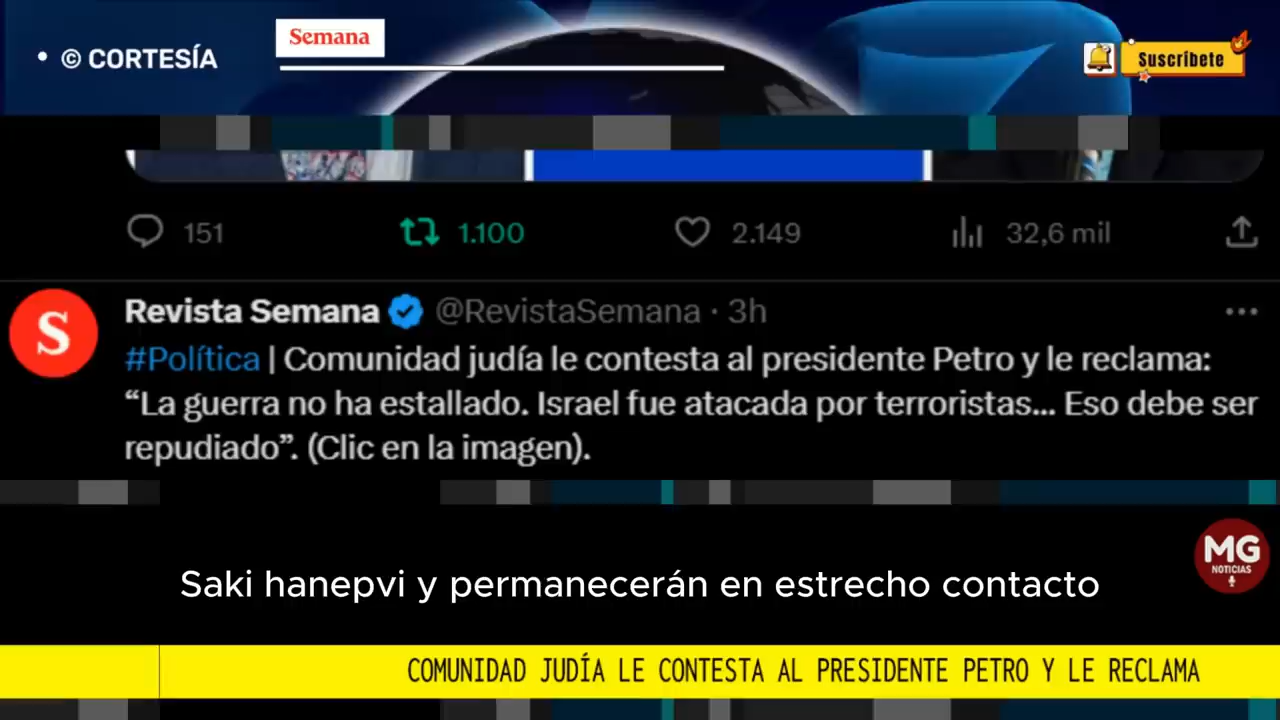 • © CORTESÍA
Semana
Suscríbete
151
1.100
2.149
32,6 mil
S
Revista Semana @RevistaSemana · 3h
#Política | Comunidad judía le contesta al presidente Petro y le reclama:
“La guerra no ha estallado. Israel fue atacada por terroristas... Eso debe ser
repudiado”. (Clic en la imagen).
MG
NOTICIAS
Saki hanepvi y permanecerán en estrecho contacto
COMUNIDAD JUDÍA LE CONTESTA AL PRESIDENTE PETRO Y LE RECLAMA